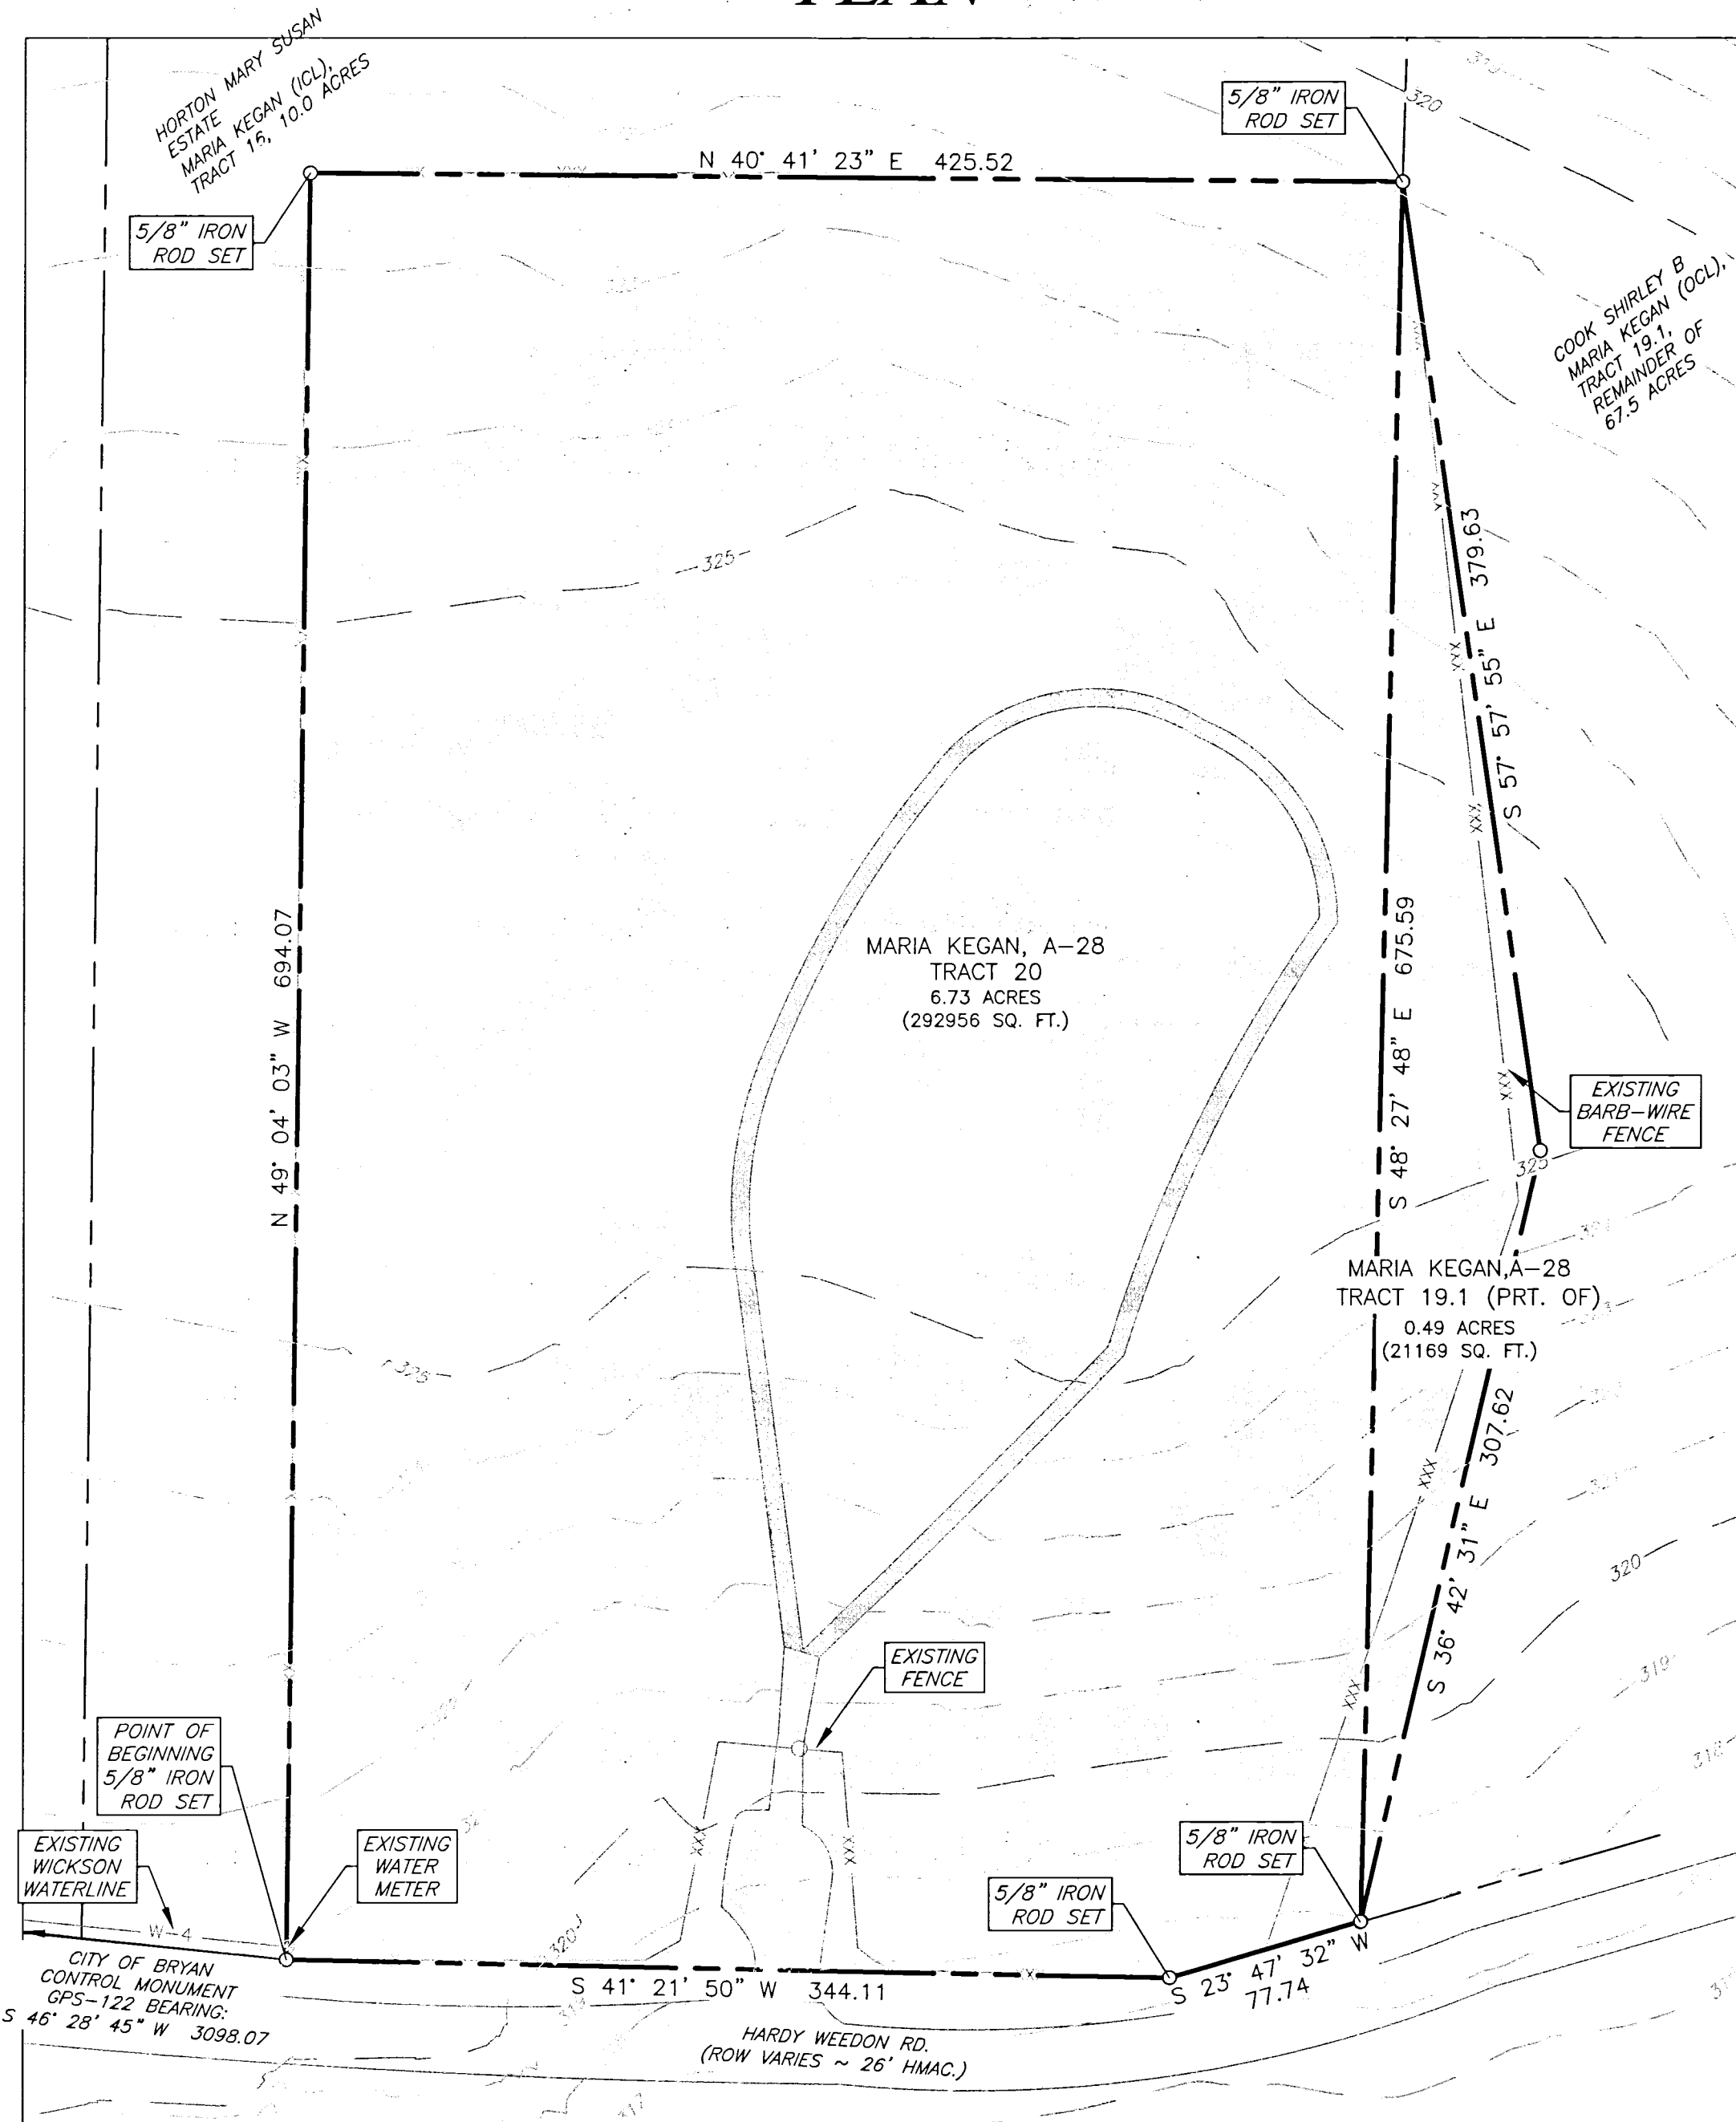 PLAN
HORTON MARY SUSAN
ESTATE
MARIA KEGAN (ICL),
TRACT 16, 10.0 ACRES
5/8" IRON
ROD SET
N 40° 41' 23" E 425.52
5/8" IRON
ROD SET
320
COOK SHIRLEY B
MARIA KEGAN (OCL),
TRACT 19.1,
REMAINDER OF
67.5 ACRES
325
S 57° 57' 55" E 379.63
N 49° 04' 03" W 694.07
MARIA KEGAN, A-28
TRACT 20
6.73 ACRES
(292956 SQ. FT.)
S 48° 27' 48" E 675.59
EXISTING
BARB-WIRE
FENCE
325
MARIA KEGAN,A-28
TRACT 19.1 (PRT. OF)
0.49 ACRES
(21169 SQ. FT.)
325
S 36° 42' 31" E 307.62
320
319
318
EXISTING
FENCE
POINT OF
BEGINNING
5/8" IRON
ROD SET
EXISTING
WICKSON
WATERLINE
EXISTING
WATER
METER
5/8" IRON
ROD SET
5/8" IRON
ROD SET
W-4
320
CITY OF BRYAN
CONTROL MONUMENT
GPS-122 BEARING:
S 46° 28' 45" W 3098.07
S 41° 21' 50" W 344.11
S 23° 47' 32" W
77.74
HARDY WEEDON RD.
(ROW VARIES ~ 26' HMAC.)
317